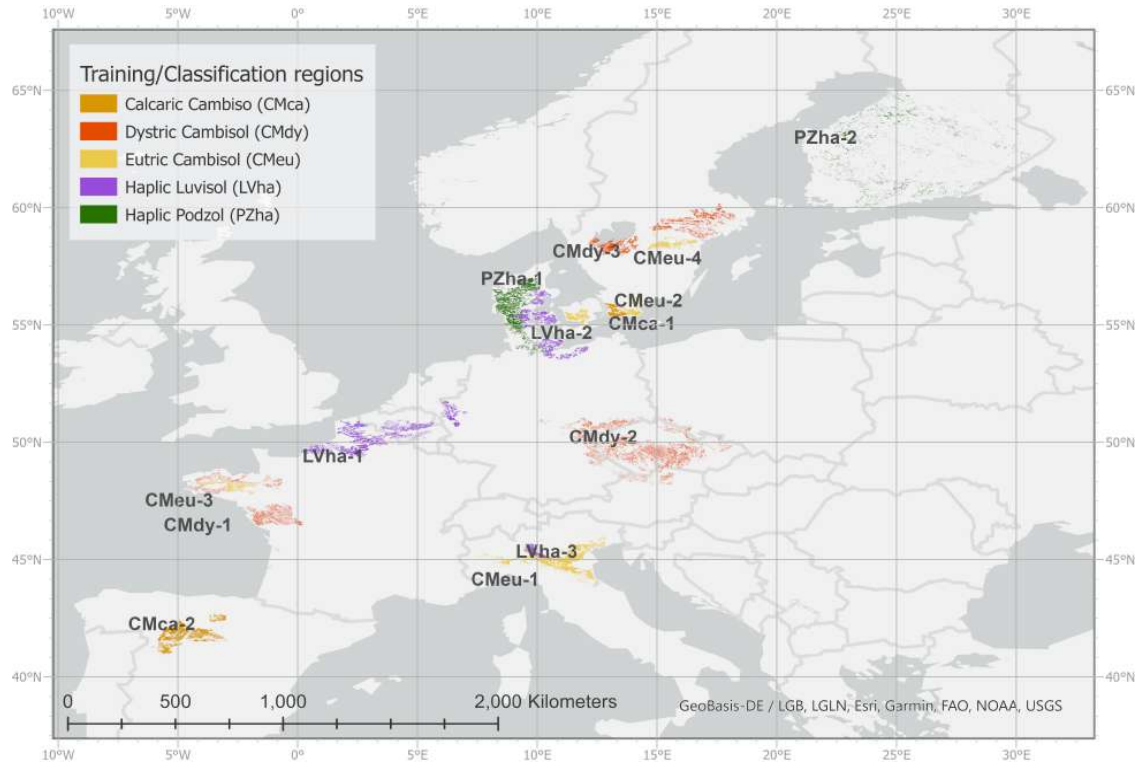 10°W 5°W 0° 5°E 10°E 15°E 20°E 25°E 30°E
Training/Classification regions
Calcaric Cambiso (CMca)
Dystric Cambisol (CMdy)
Eutric Cambisol (CMeu)
Haplic Luvisol (LVha)
Haplic Podzol (PZha)
65°N 65°N
PZha-2
60°N 60°N
CMdy-3
CMeu-4
PZha-1
CMeu-2
CMca-1
55°N 55°N
LVha-2
CMdy-2
50°N 50°N
LVha-1
CMeu-3
CMdy-1
LVha-3
45°N 45°N
CMeu-1
CMca-2
40°N 40°N
0 500 1,000 2,000 Kilometers
GeoBasis-DE / LGB, LGLN, Esri, Garmin, FAO, NOAA, USGS
10°W 5°W 0° 5°E 10°E 15°E 20°E 25°E 30°E